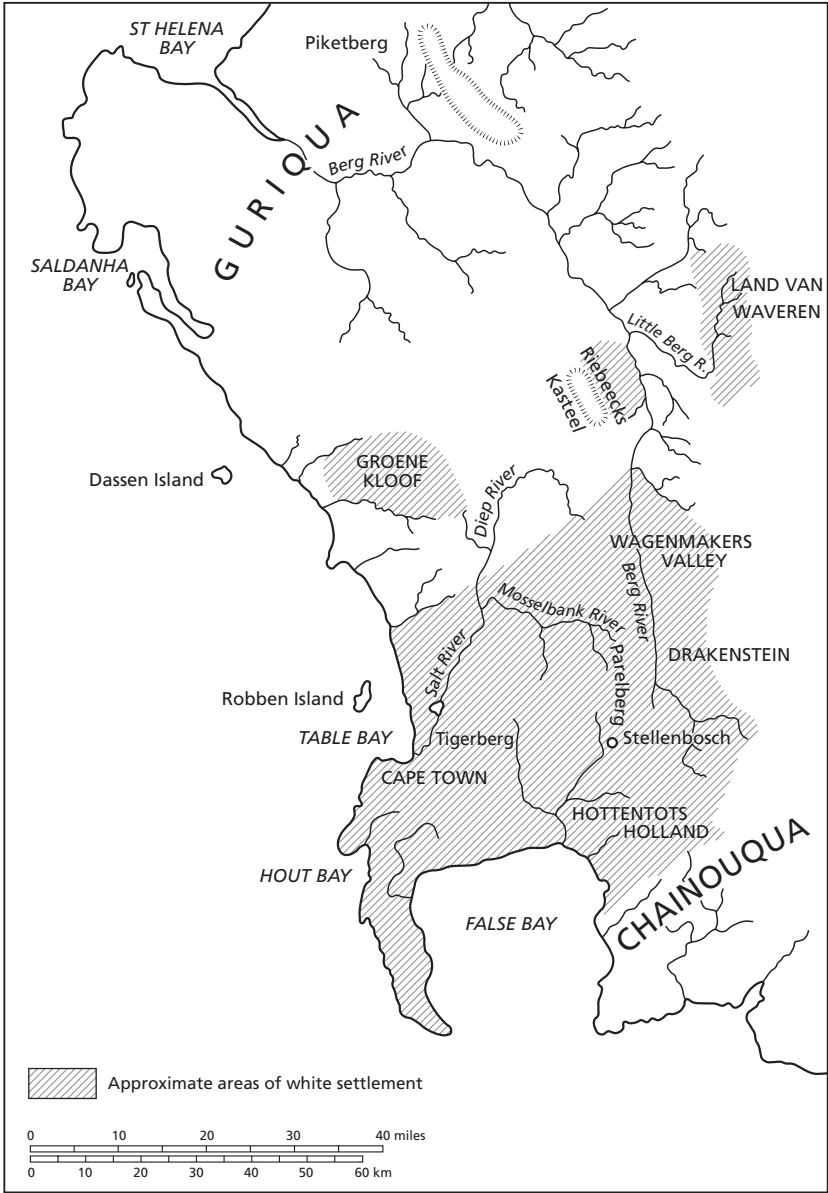 ST HELENA
BAY
Piketberg
GURIQUA
Berg River
SALDANHA
BAY
LAND VAN
WAVEREN
Little Berg R.
Riebeecks
Kasteel
GROENE
KLOOF
Dassen Island
Diep River
WAGENMAKERS
VALLEY
Berg River
Mosselbank River
Salt River
Parelberg
DRAKENSTEIN
Robben Island
TABLE BAY
Tigerberg
Stellenbosch
CAPE TOWN
HOTTENTOTS
HOLLAND
CHAINOUQUA
HOUT BAY
FALSE BAY
Approximate areas of white settlement
0 10 20 30 40 miles
0 10 20 30 40 50 60 km